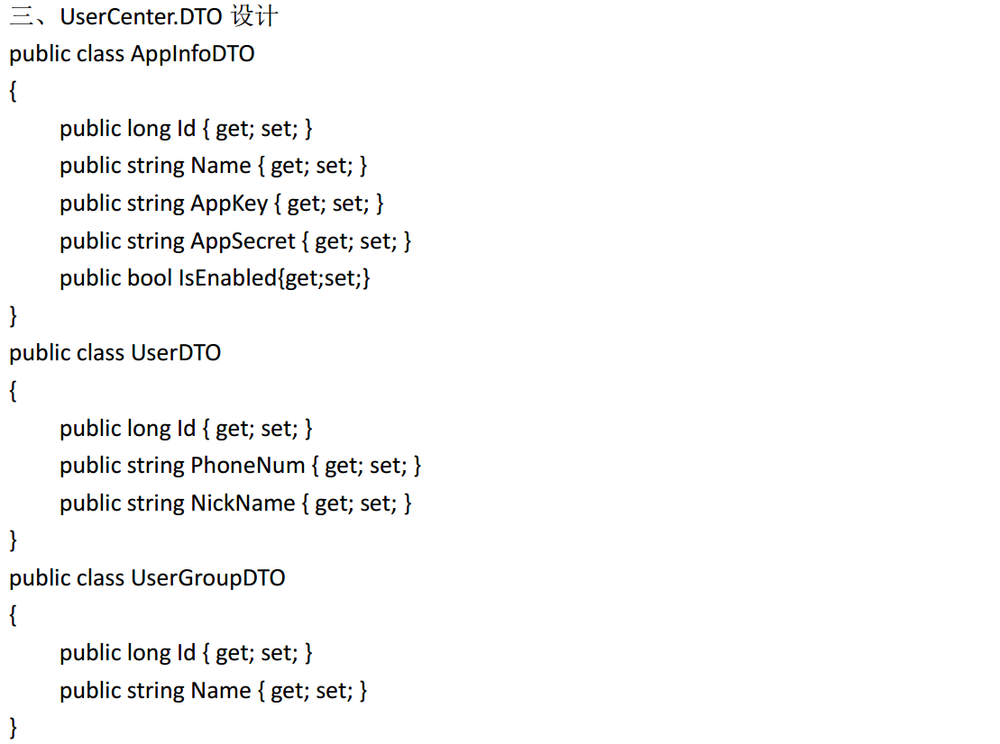 三、UserCenter.DTO 设计
public class AppInfoDTO
{
public long Id { get; set; }
public string Name { get; set; }
public string AppKey { get; set; }
public string AppSecret { get; set; }
public bool IsEnabled{get;set;}
}
public class UserDTO
{
public long Id { get; set; }
public string PhoneNum { get; set; }
public string NickName { get; set; }
}
public class UserGroupDTO
{
public long Id { get; set; }
public string Name { get; set; }
}